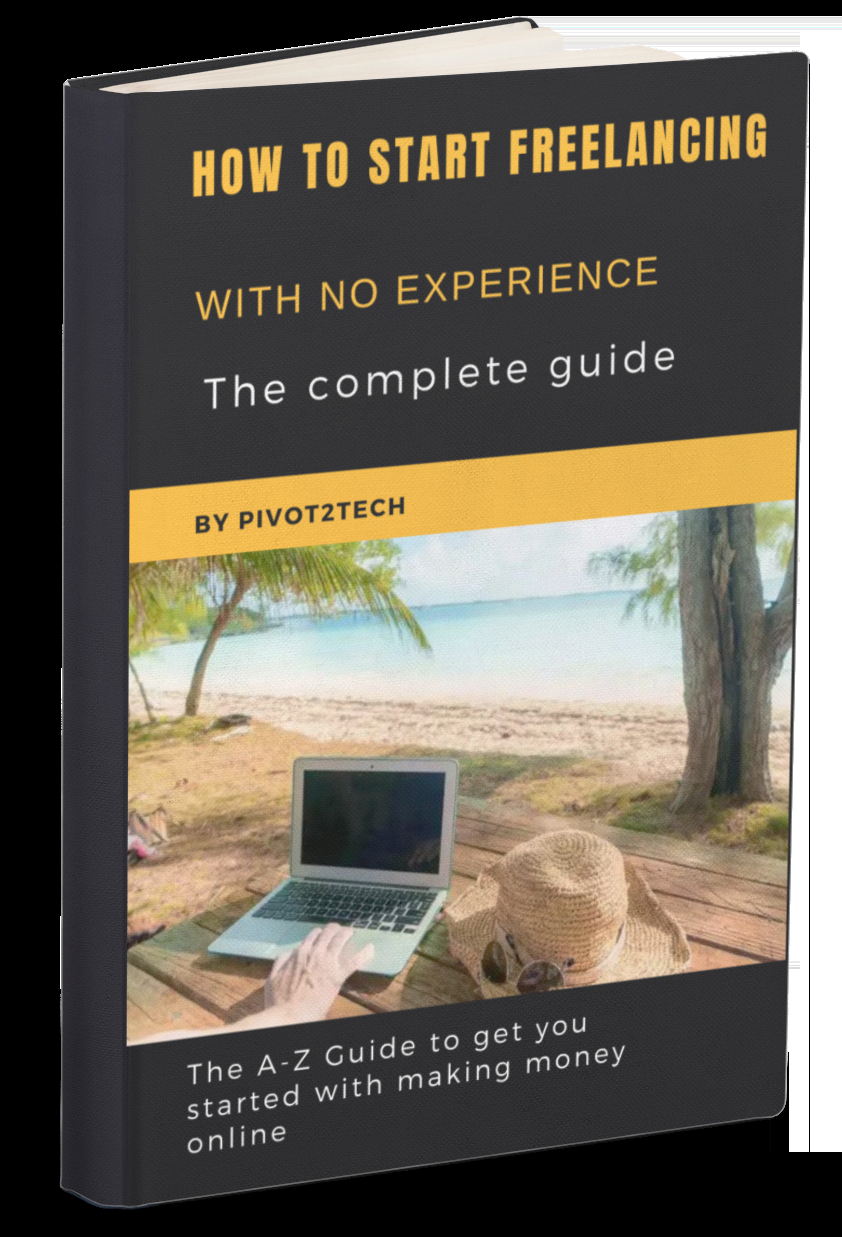 HOW TO START FREELANCING
WITH NO EXPERIENCE
The complete guide
BY PIVOT2TECH
The A-Z Guide to get you
started with making money
online